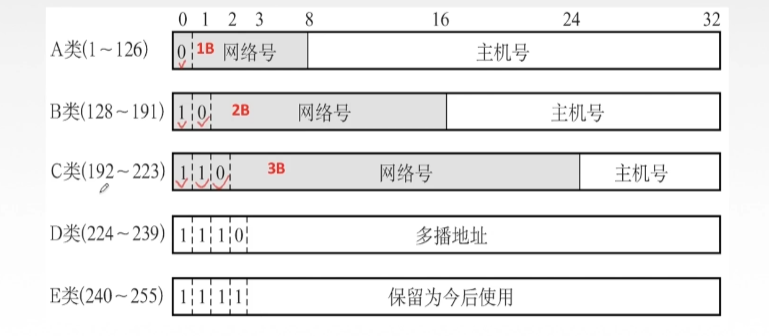 0 1 2 3 8 16 24 32
A类(1～126) 0 1B 网络号 主机号
B类(128～191) 1 0 2B 网络号 主机号
C类(192～223) 1 1 0 3B 网络号 主机号
D类(224～239) 1 1 1 0 多播地址
E类(240～255) 1 1 1 1 保留为今后使用